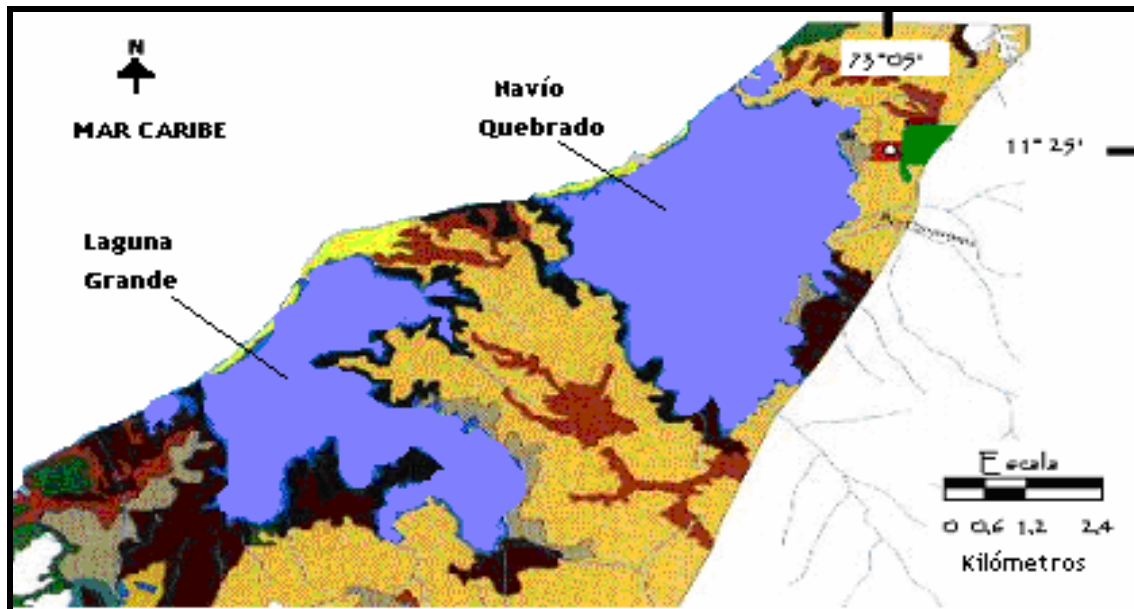 N
MAR CARIBE
Navío
Quebrado
Laguna
Grande
73°05'
11° 25'
Escala
0 0,6 1,2 2,4
Kilómetros